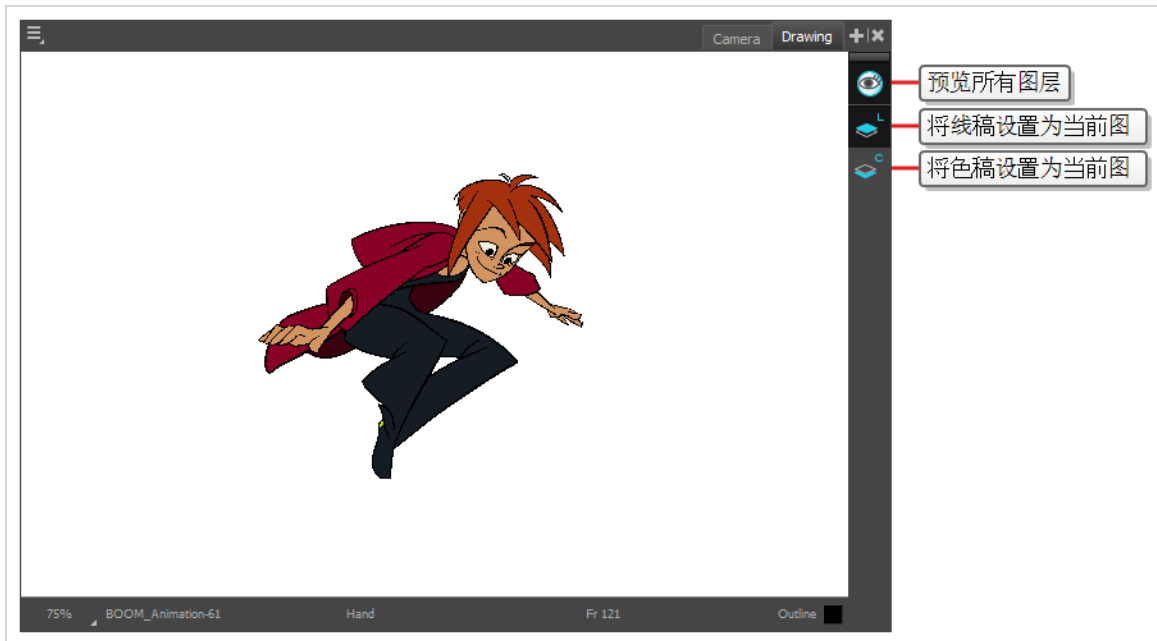 Camera
Drawing
L
C
预览所有图层
将线稿设置为当前图
将色稿设置为当前图
75%
BOOM_Animation-61
Hand
Fr 121
Outline